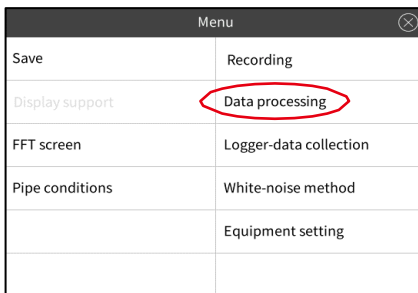 Menu
Save
Recording
Display support
Data processing
FFT screen
Logger-data collection
Pipe conditions
White-noise method
Equipment setting